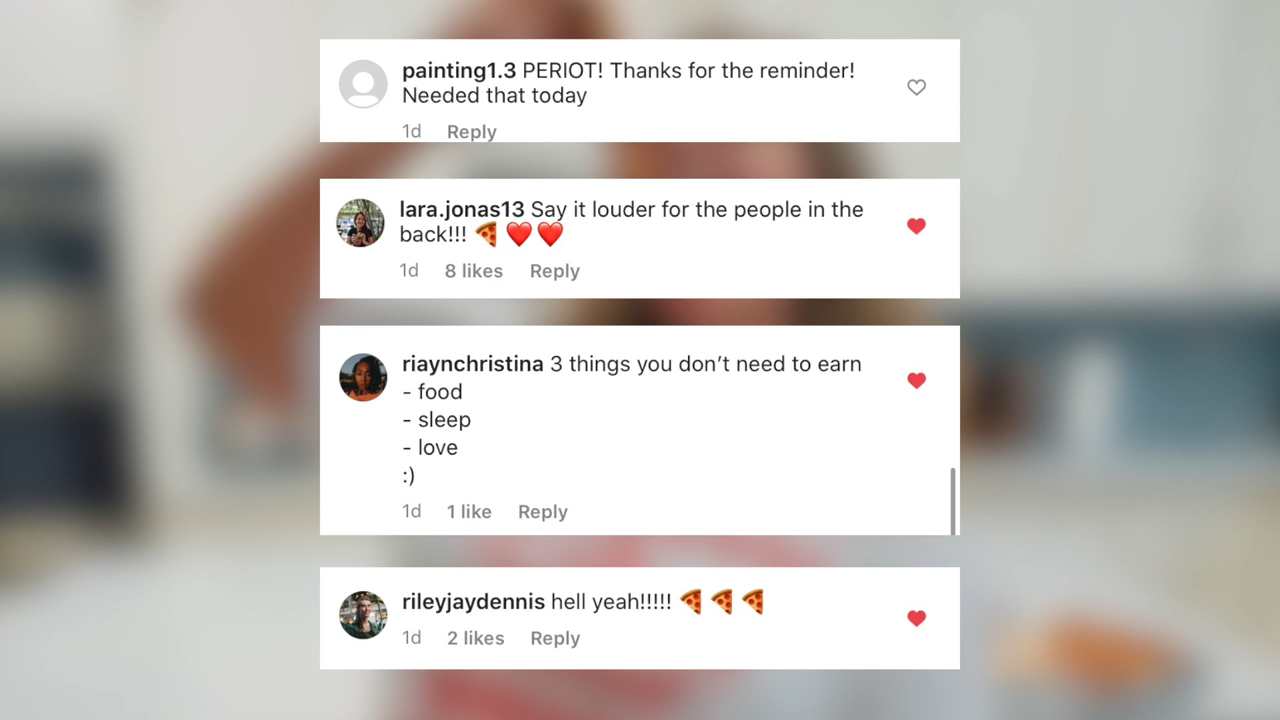 painting1.3 PERIOT! Thanks for the reminder!
Needed that today
1d Reply
lara.jonas13 Say it louder for the people in the
back!!! 🍕 ❤️ ❤️
1d 8 likes Reply
riaynchristina 3 things you don’t need to earn
- food
- sleep
- love
:)
1d 1 like Reply
rileyjaydennis hell yeah!!!!! 🍕 🍕 🍕
1d 2 likes Reply